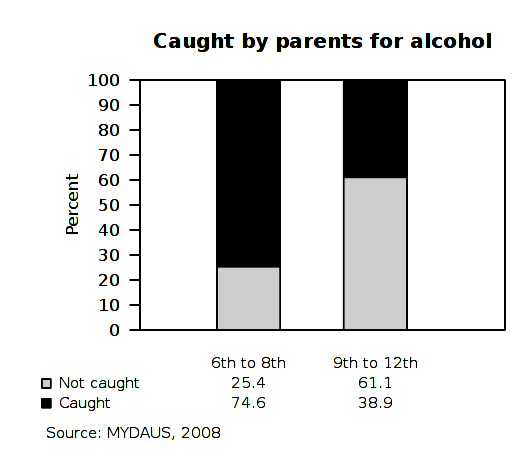 Caught by parents for alcohol
100
90
80
70
60
50
40
30
20
10
0
Percent
6th to 8th 9th to 12th
Not caught 25.4 61.1
Caught 74.6 38.9
Source: MYDAUS, 2008